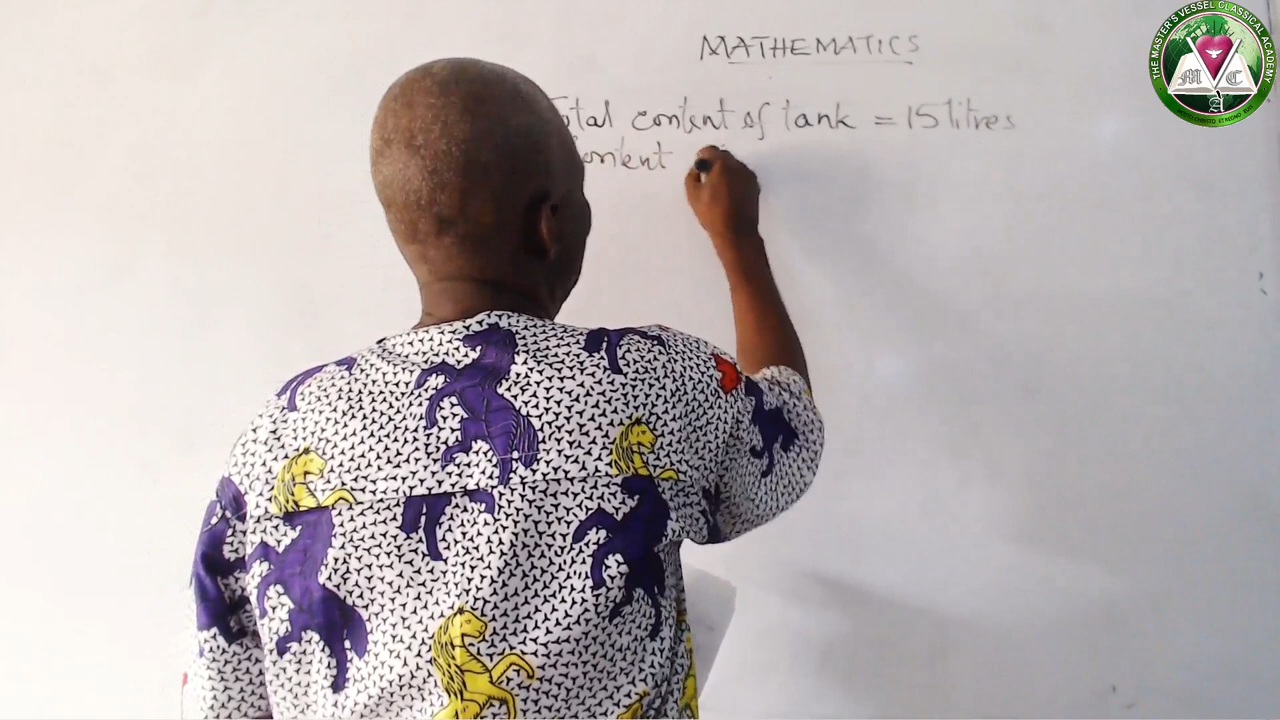 MATHEMATICS
Total content of tank = 15 litres
Content
THE MASTER'S VESSEL CLASSICAL ACADEMY
M C
A